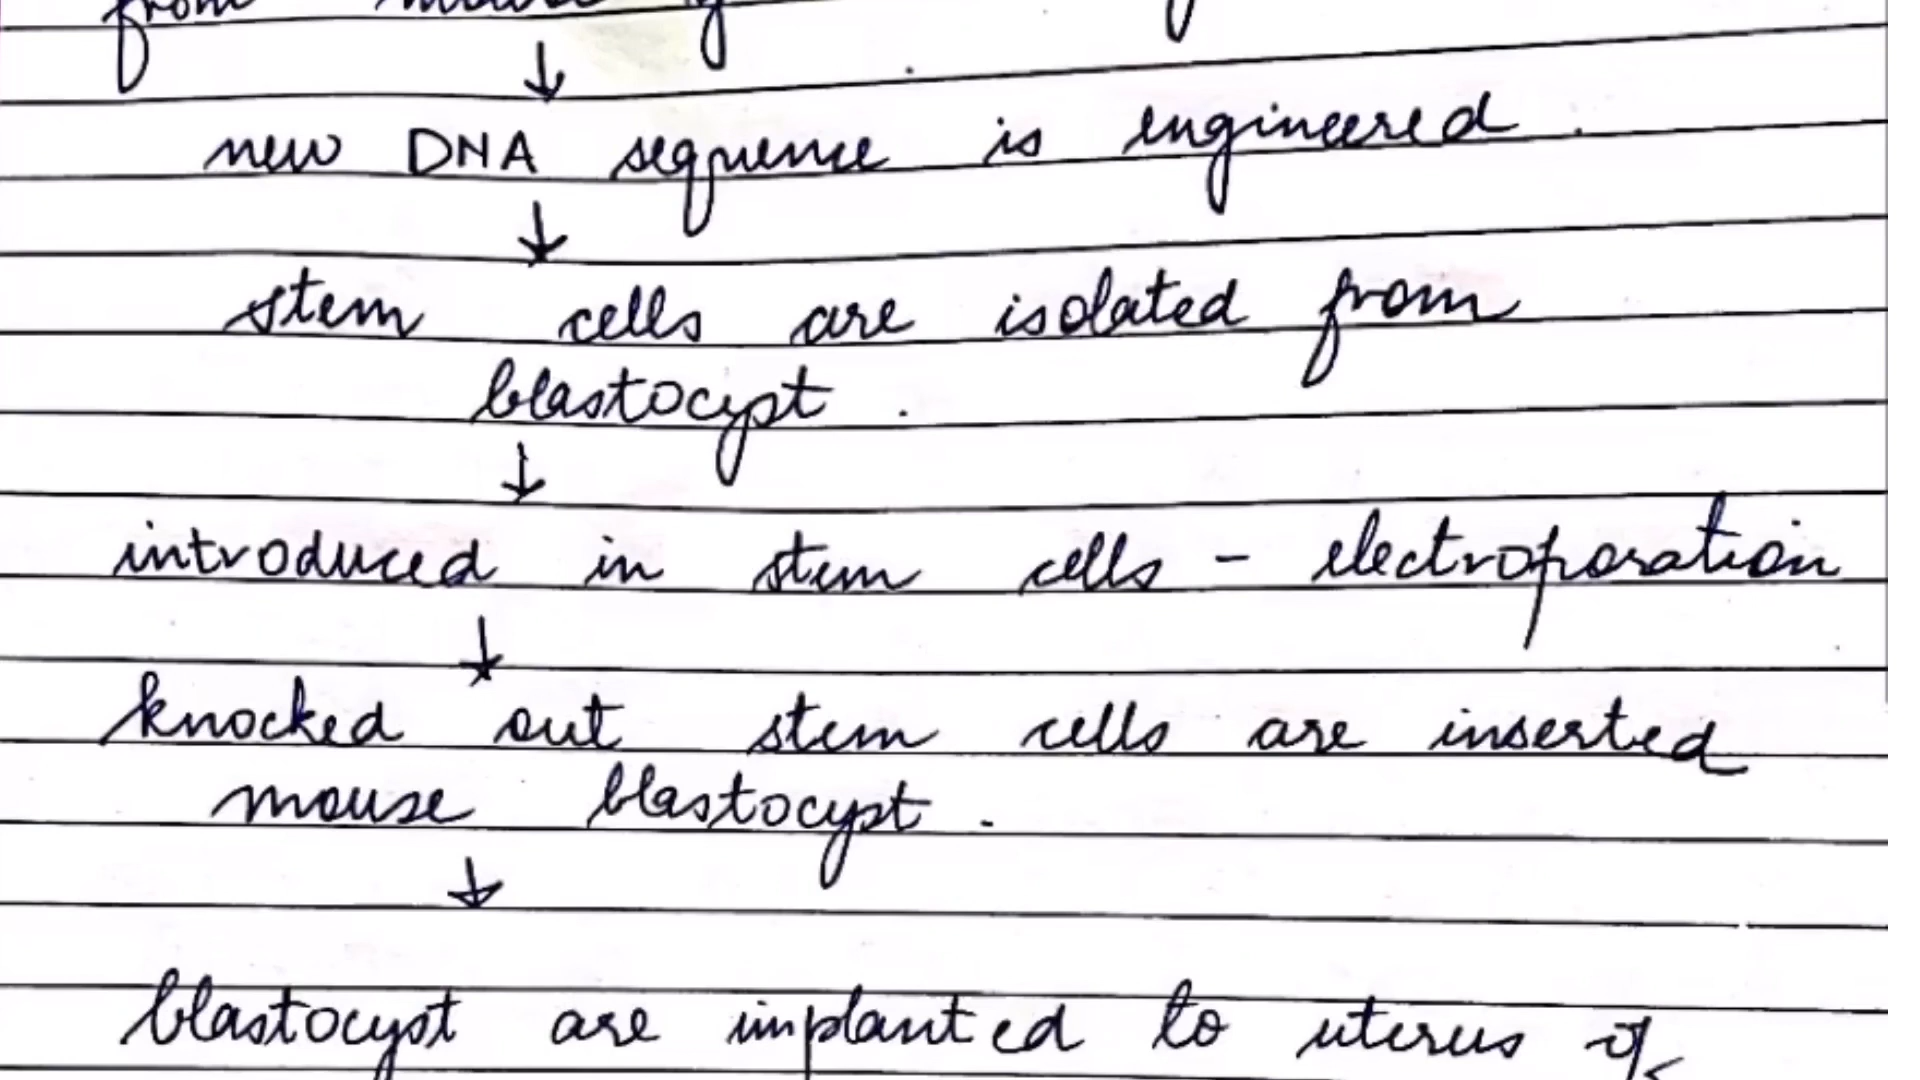 from
↓
new DNA sequence is engineered.
↓
stem cells are isolated from
blastocyst.
↓
introduced in stem cells - electroporation
↓
knocked out stem cells are inserted
mouse blastocyst.
↓
blastocyst are implanted to uterus of